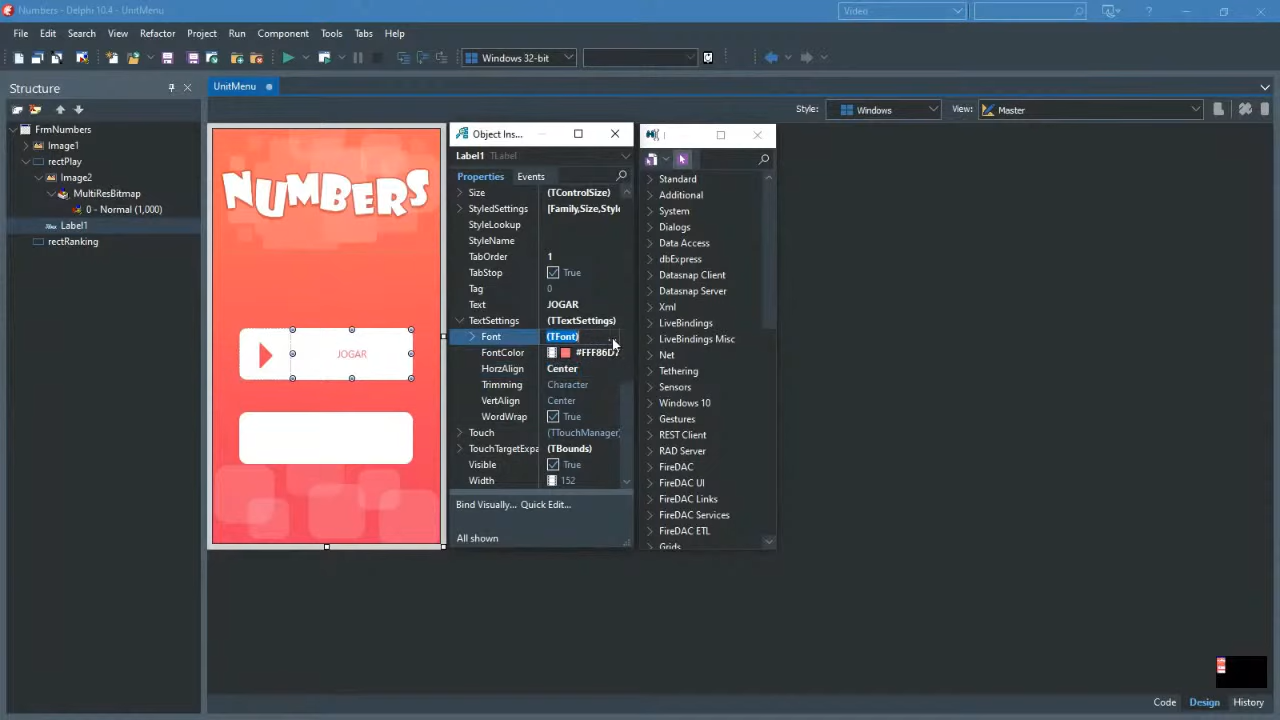 Numbers - Delphi 10.4 - UnitMenu
Video
File Edit Search View Refactor Project Run Component Tools Tabs Help
Windows 32-bit
Structure
UnitMenu
Style: Windows View: Master
FrmNumbers
Image1
rectPlay
Image2
MultiResBitmap
0 - Normal (1,000)
Label1
rectRanking
NUMBERS
JOGAR
Object Ins...
Label1 TLabel
Properties Events
Size (TControlSize)
StyledSettings [Family,Size,Style
StyleLookup
StyleName
TabOrder 1
TabStop True
Tag 0
Text JOGAR
TextSettings (TTextSettings)
Font (TFont)
FontColor
HorzAlign Center
Trimming Character
VertAlign Center
WordWrap True
Touch (TTouchManager)
TouchTargetExpa (TBounds)
Visible True
Width 152
Bind Visually... Quick Edit...
All shown
Standard
Additional
System
Dialogs
Data Access
dbExpress
Datasnap Client
Datasnap Server
Xml
LiveBindings
LiveBindings Misc
Net
Tethering
Sensors
Windows 10
Gestures
REST Client
RAD Server
FireDAC
FireDAC UI
FireDAC Links
FireDAC Services
FireDAC ETL
Grids
Code Design History